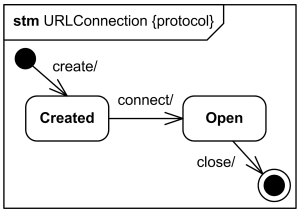 stm URLConnection {protocol}
create/
connect/
Created
Open
close/